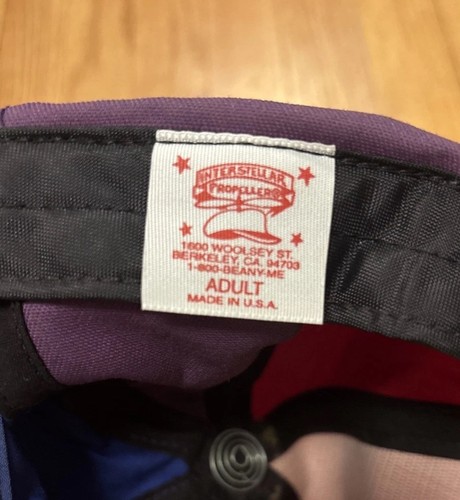 INTERSTELLAR
PROPELLER®
1600 WOOLSEY ST.
BERKELEY, CA. 94703
1-800-BEANY-ME
ADULT
MADE IN U.S.A.